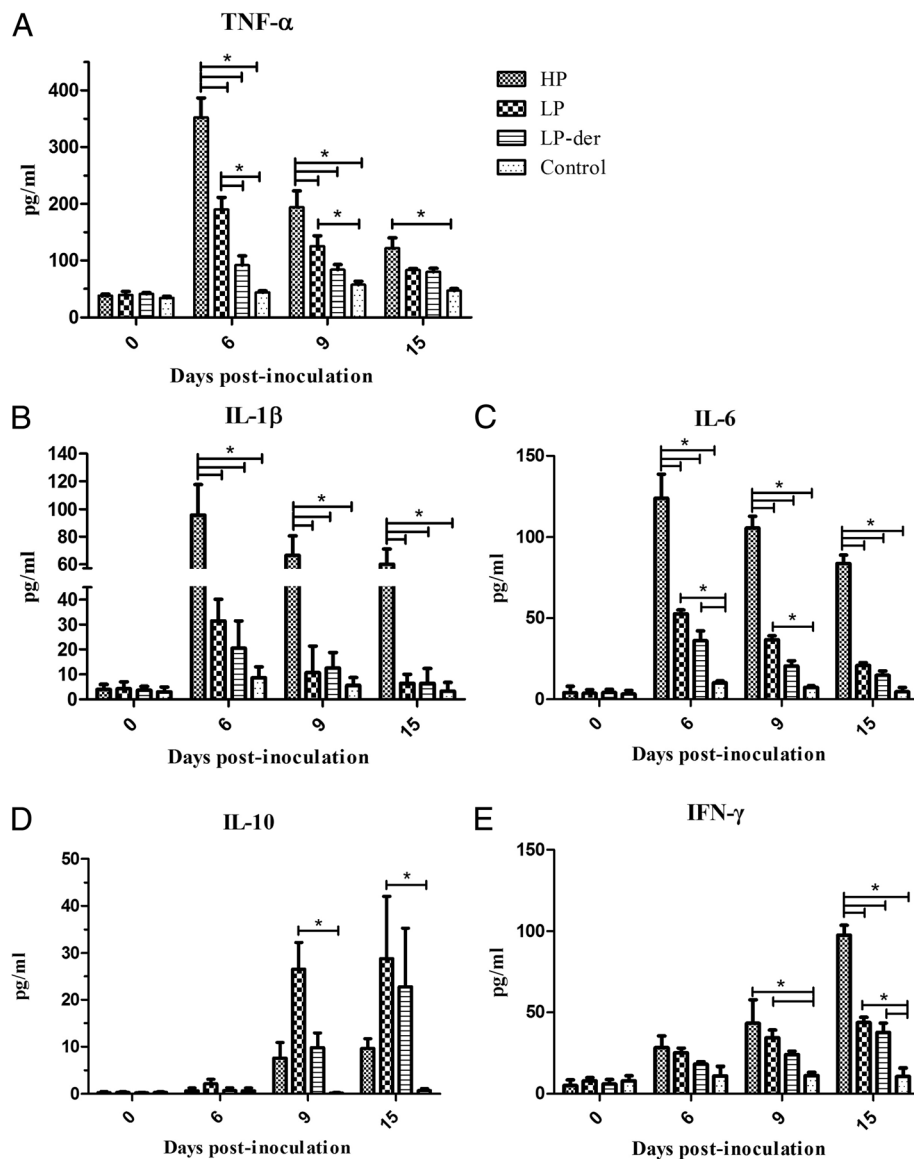 A
TNF-α
400
300
200
100
0
pg/ml
0 6 9 15
Days post-inoculation
* * * * *
HP
LP
LP-der
Control
B
IL-1β
140
120
100
80
60
40
30
20
10
0
pg/ml
0 6 9 15
Days post-inoculation
* * *
C
IL-6
150
100
50
0
pg/ml
0 6 9 15
Days post-inoculation
* * * * *
D
IL-10
50
40
30
20
10
0
pg/ml
0 6 9 15
Days post-inoculation
* *
E
IFN-γ
150
100
50
0
pg/ml
0 6 9 15
Days post-inoculation
* * *